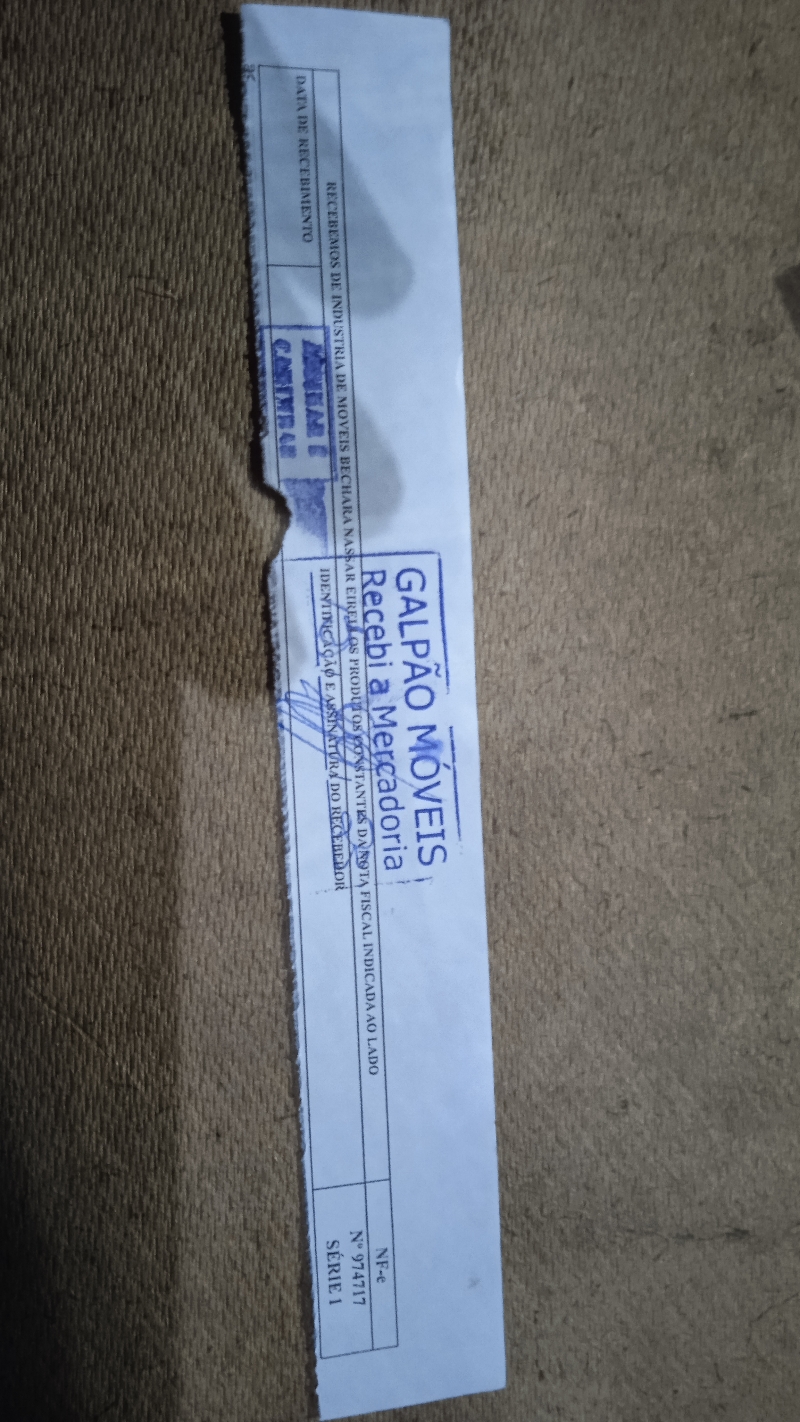 GALPÃO MÓVEIS
Recebi a Mercadoria
RECEBEMOS DE INDUSTRIA DE MOVEIS BECHARA NASSAR EIRELI OS PRODUTOS CONSTANTES DA NOTA FISCAL INDICADA AO LADO
DATA DE RECEBIMENTO
IDENTIFICAÇÃO E ASSINATURA DO RECEBEDOR
NF-e
Nº 974717
SÉRIE 1